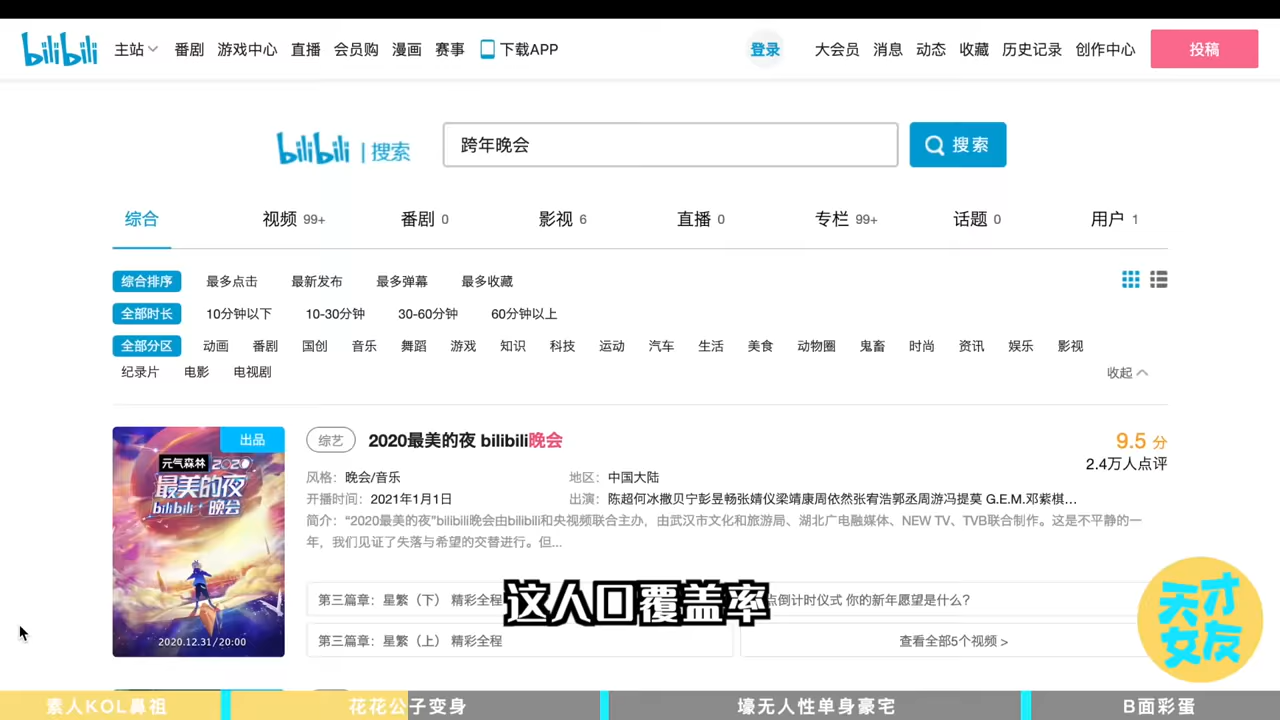 bilibili 主站 番剧 游戏中心 直播 会员购 漫画 赛事 下载APP 登录 大会员 消息 动态 收藏 历史记录 创作中心 投稿
bilibili | 搜索 跨年晚会 搜索
综合 视频 99+ 番剧 0 影视 6 直播 0 专栏 99+ 话题 0 用户 1
综合排序 最多点击 最新发布 最多弹幕 最多收藏
全部时长 10分钟以下 10-30分钟 30-60分钟 60分钟以上
全部分区 动画 番剧 国创 音乐 舞蹈 游戏 知识 科技 运动 汽车 生活 美食 动物圈 鬼畜 时尚 资讯 娱乐 影视
纪录片 电影 电视剧 收起
出品
元气森林 2020
最美的夜
bilibili 晚会
2020.12.31/20:00
综艺 2020最美的夜 bilibili晚会 9.5 分
2.4万人点评
风格：晚会/音乐 地区：中国大陆
开播时间：2021年1月1日 出演：陈超何冰撒贝宁彭昱畅张婧仪梁靖康周依然张宥浩郭丞周游冯提莫 G.E.M.邓紫棋…
简介：“2020最美的夜”bilibili晚会由bilibili和央视频联合主办，由武汉市文化和旅游局、湖北广电融媒体、NEW TV、TVB联合制作。这是不平静的一
年，我们见证了失落与希望的交替进行。但...
第三篇章：星繁（下） 精彩全程 点倒计时仪式 你的新年愿望是什么？
这人口覆盖率
第三篇章：星繁（上） 精彩全程 查看全部5个视频 >
天才
女友
素人KOL鼻祖 花花公子变身 壕无人性单身豪宅 B面彩蛋